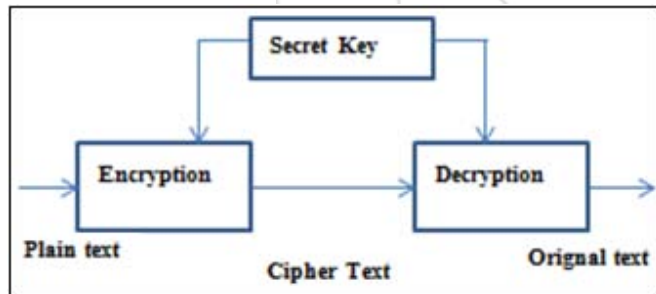 Secret Key
Encryption
Decryption
Plain text
Cipher Text
Orignal text